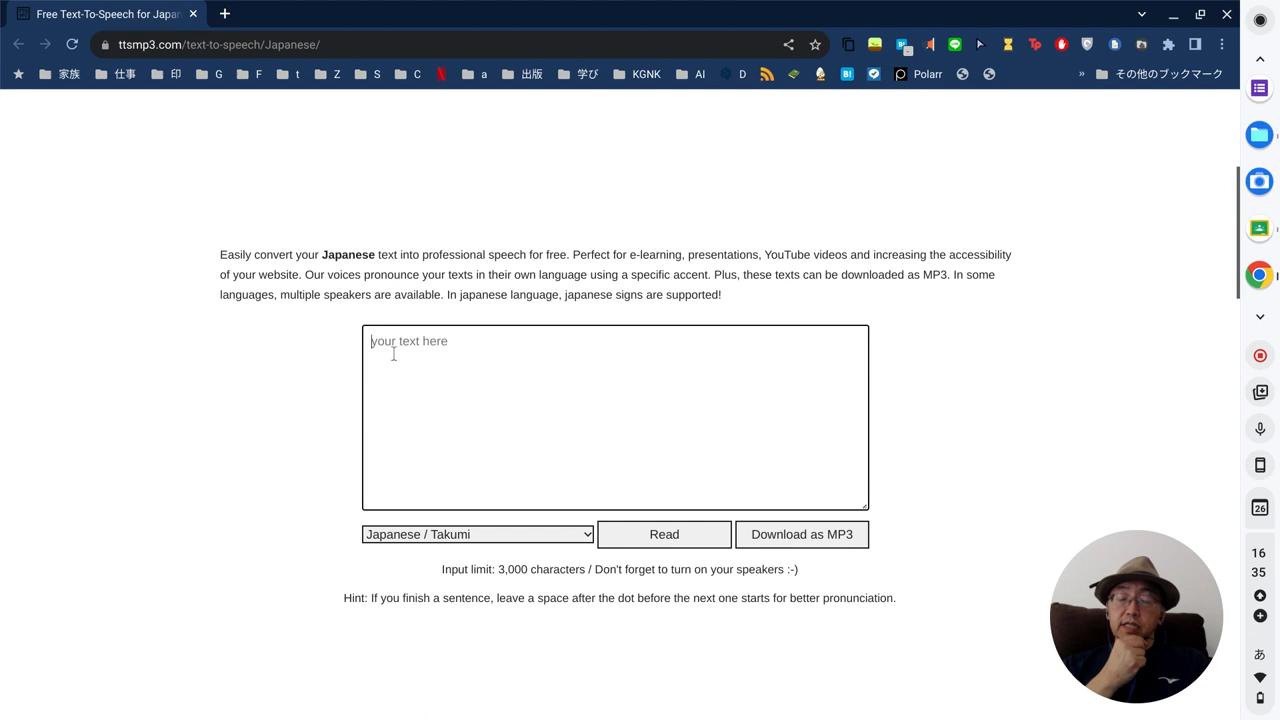 Free Text-To-Speech for Japan
ttsmp3.com/text-to-speech/Japanese/
家族
仕事
印
G
F
t
Z
S
C
a
出版
学び
KGNK
AI
D
B!
Polarr
»
その他のブックマーク
Easily convert your Japanese text into professional speech for free. Perfect for e-learning, presentations, YouTube videos and increasing the accessibility
of your website. Our voices pronounce your texts in their own language using a specific accent. Plus, these texts can be downloaded as MP3. In some
languages, multiple speakers are available. In japanese language, japanese signs are supported!
your text here
Japanese / Takumi
Read
Download as MP3
Input limit: 3,000 characters / Don't forget to turn on your speakers :-)
Hint: If you finish a sentence, leave a space after the dot before the next one starts for better pronunciation.
26
16
35
あ